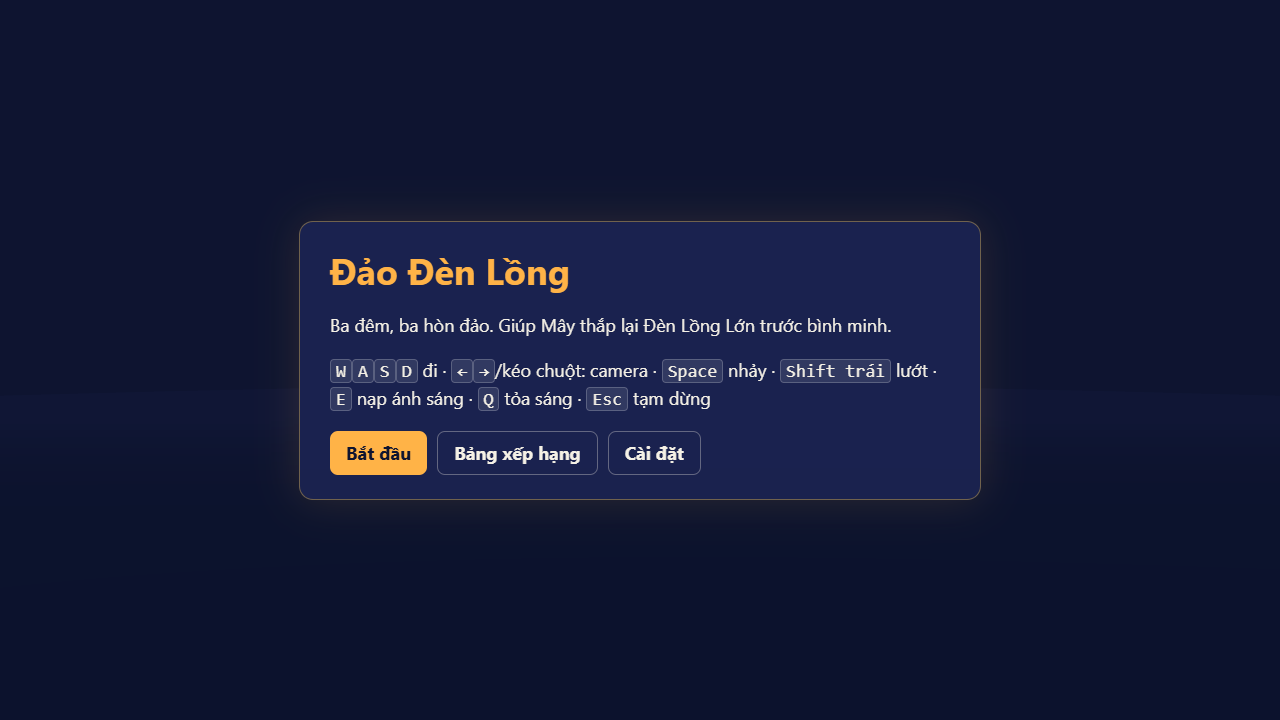 Đảo Đèn Lồng
Ba đêm, ba hòn đảo. Giúp Mây thắp lại Đèn Lồng Lớn trước bình minh.
W A S D đi · ← →/kéo chuột: camera · Space nhảy · Shift trái lướt ·
E nạp ánh sáng · Q tỏa sáng · Esc tạm dừng
Bắt đầu Bảng xếp hạng Cài đặt